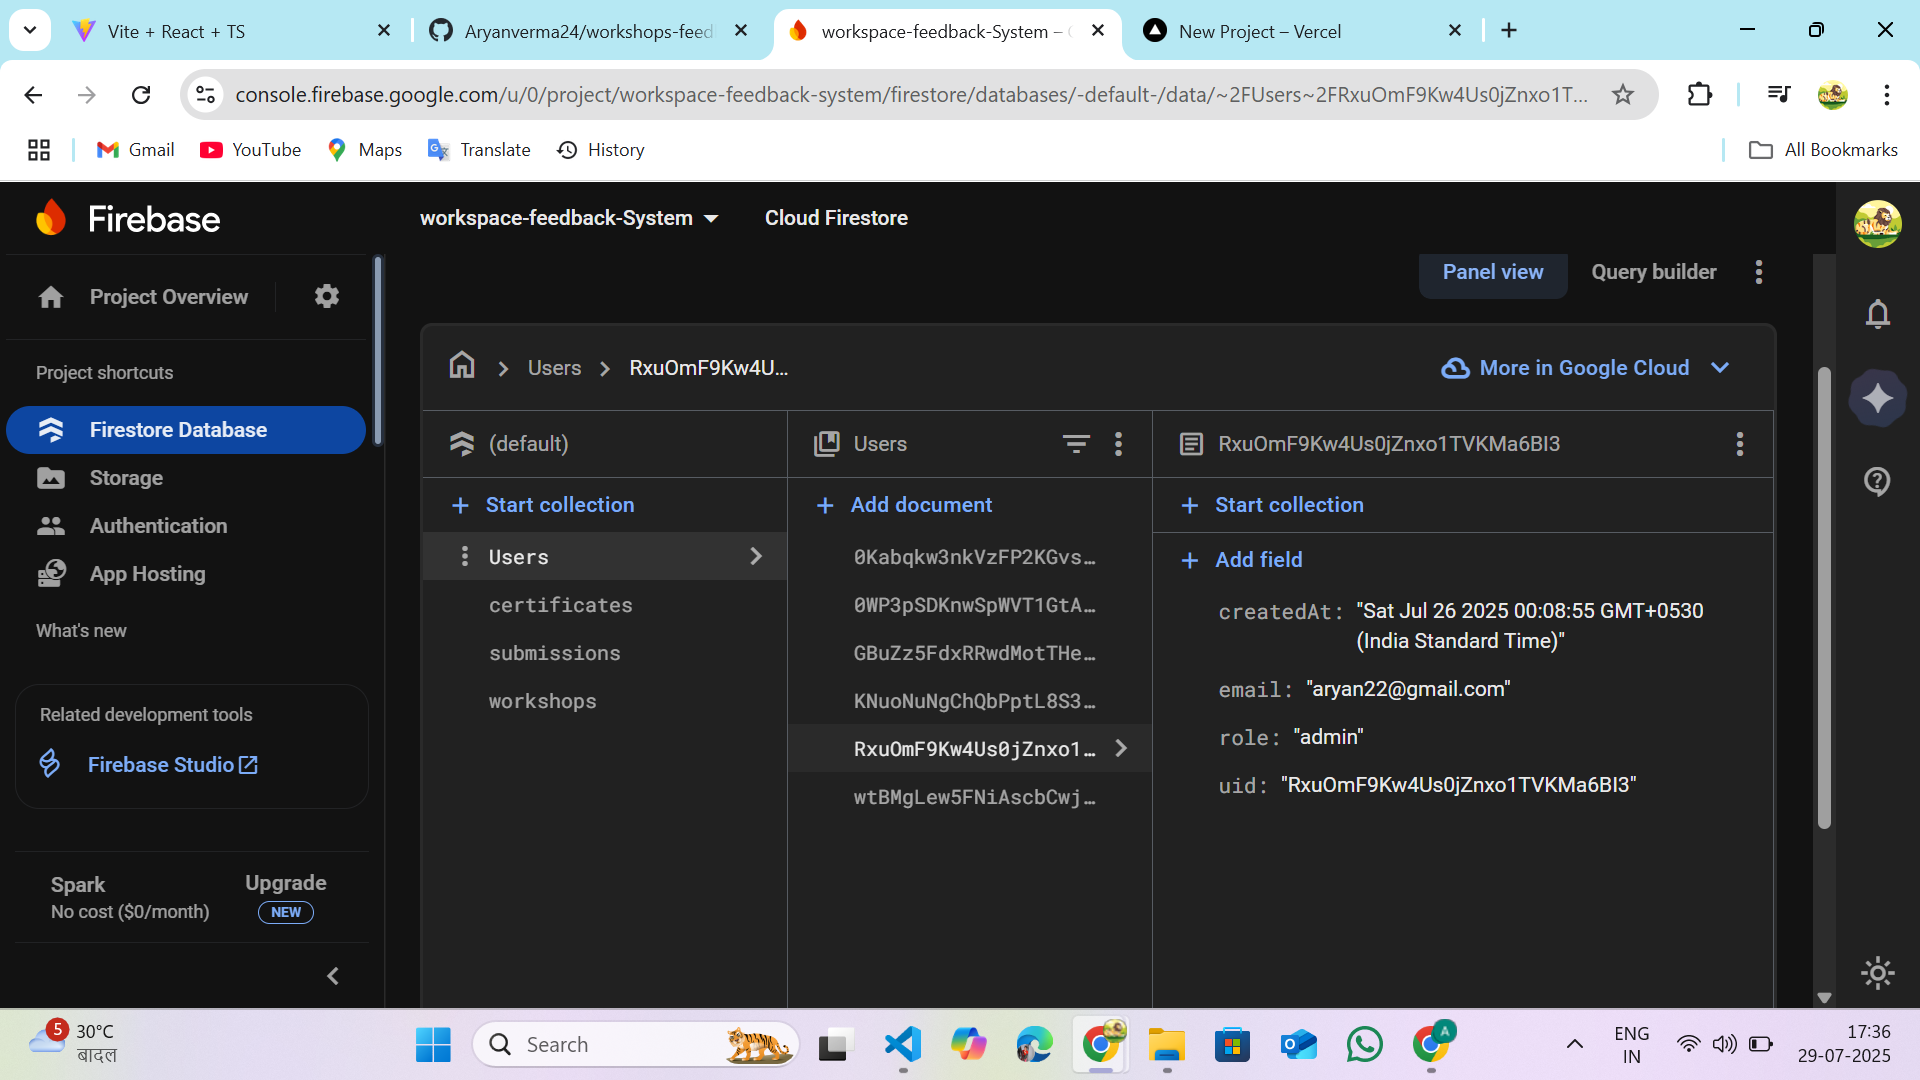 Vite + React + TS
Aryanverma24/workshops-feed
workspace-feedback-System –
New Project – Vercel
console.firebase.google.com/u/0/project/workspace-feedback-system/firestore/databases/-default-/data/~2FUsers~2FRxuOmF9Kw4Us0jZnxo1T...
Gmail
YouTube
Maps
Translate
History
All Bookmarks
Firebase
workspace-feedback-System
Cloud Firestore
Project Overview
Panel view
Query builder
Project shortcuts
Users
RxuOmF9Kw4U...
More in Google Cloud
Firestore Database
(default)
Users
RxuOmF9Kw4Us0jZnxo1TVKMa6BI3
Storage
+ Start collection
+ Add document
+ Start collection
Authentication
Users
0Kabqkw3nkVzFP2KGvs…
+ Add field
App Hosting
certificates
0WP3pSDKnwSpWVT1GtA…
createdAt: "Sat Jul 26 2025 00:08:55 GMT+0530
(India Standard Time)"
What's new
submissions
GBuZz5FdxRRwdMotTHe…
email: "aryan22@gmail.com"
workshops
KNuoNuNgChQbPptL8S3…
Related development tools
RxuOmF9Kw4Us0jZnxo1…
role: "admin"
Firebase Studio
wtBMgLew5FNiAscbCwj…
uid: "RxuOmF9Kw4Us0jZnxo1TVKMa6BI3"
Spark
Upgrade
No cost ($0/month)
NEW
5
30°C
बादल
Search
A
ENG
IN
17:36
29-07-2025